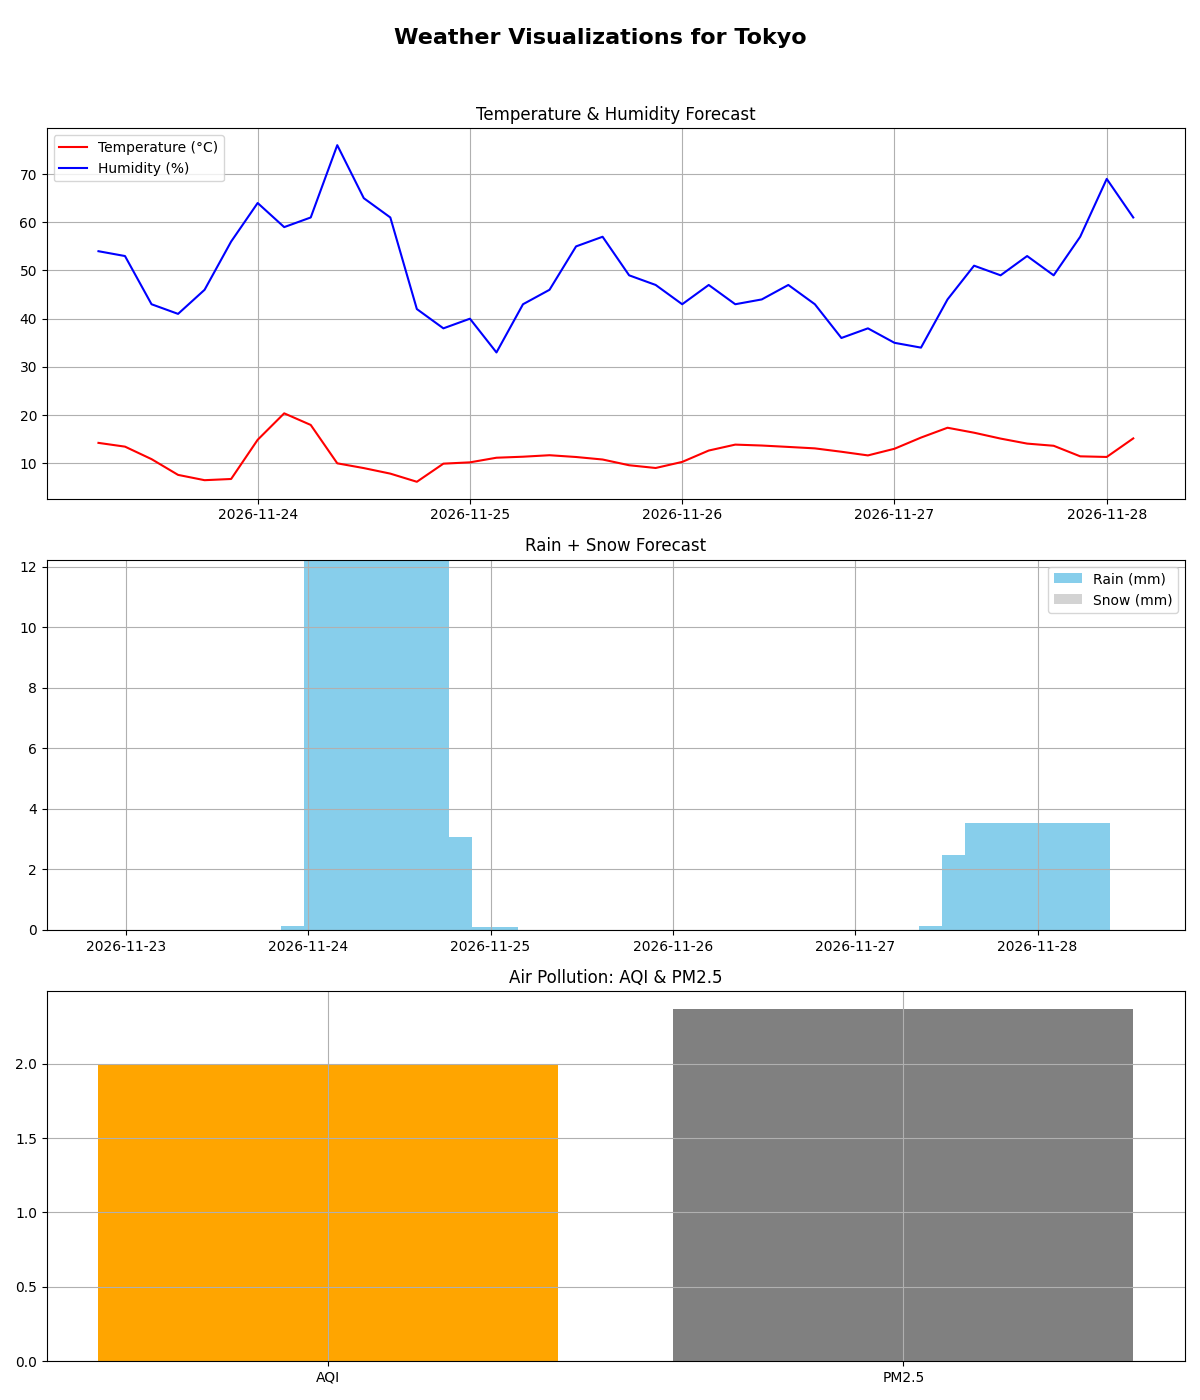 Weather Visualizations for Tokyo
Temperature & Humidity Forecast
Temperature (°C)
Humidity (%)
70
60
50
40
30
20
10
2026-11-24 2026-11-25 2026-11-26 2026-11-27 2026-11-28
Rain + Snow Forecast
Rain (mm)
Snow (mm)
12
10
8
6
4
2
0
2026-11-23 2026-11-24 2026-11-25 2026-11-26 2026-11-27 2026-11-28
Air Pollution: AQI & PM2.5
2.0
1.5
1.0
0.5
0.0
AQI PM2.5